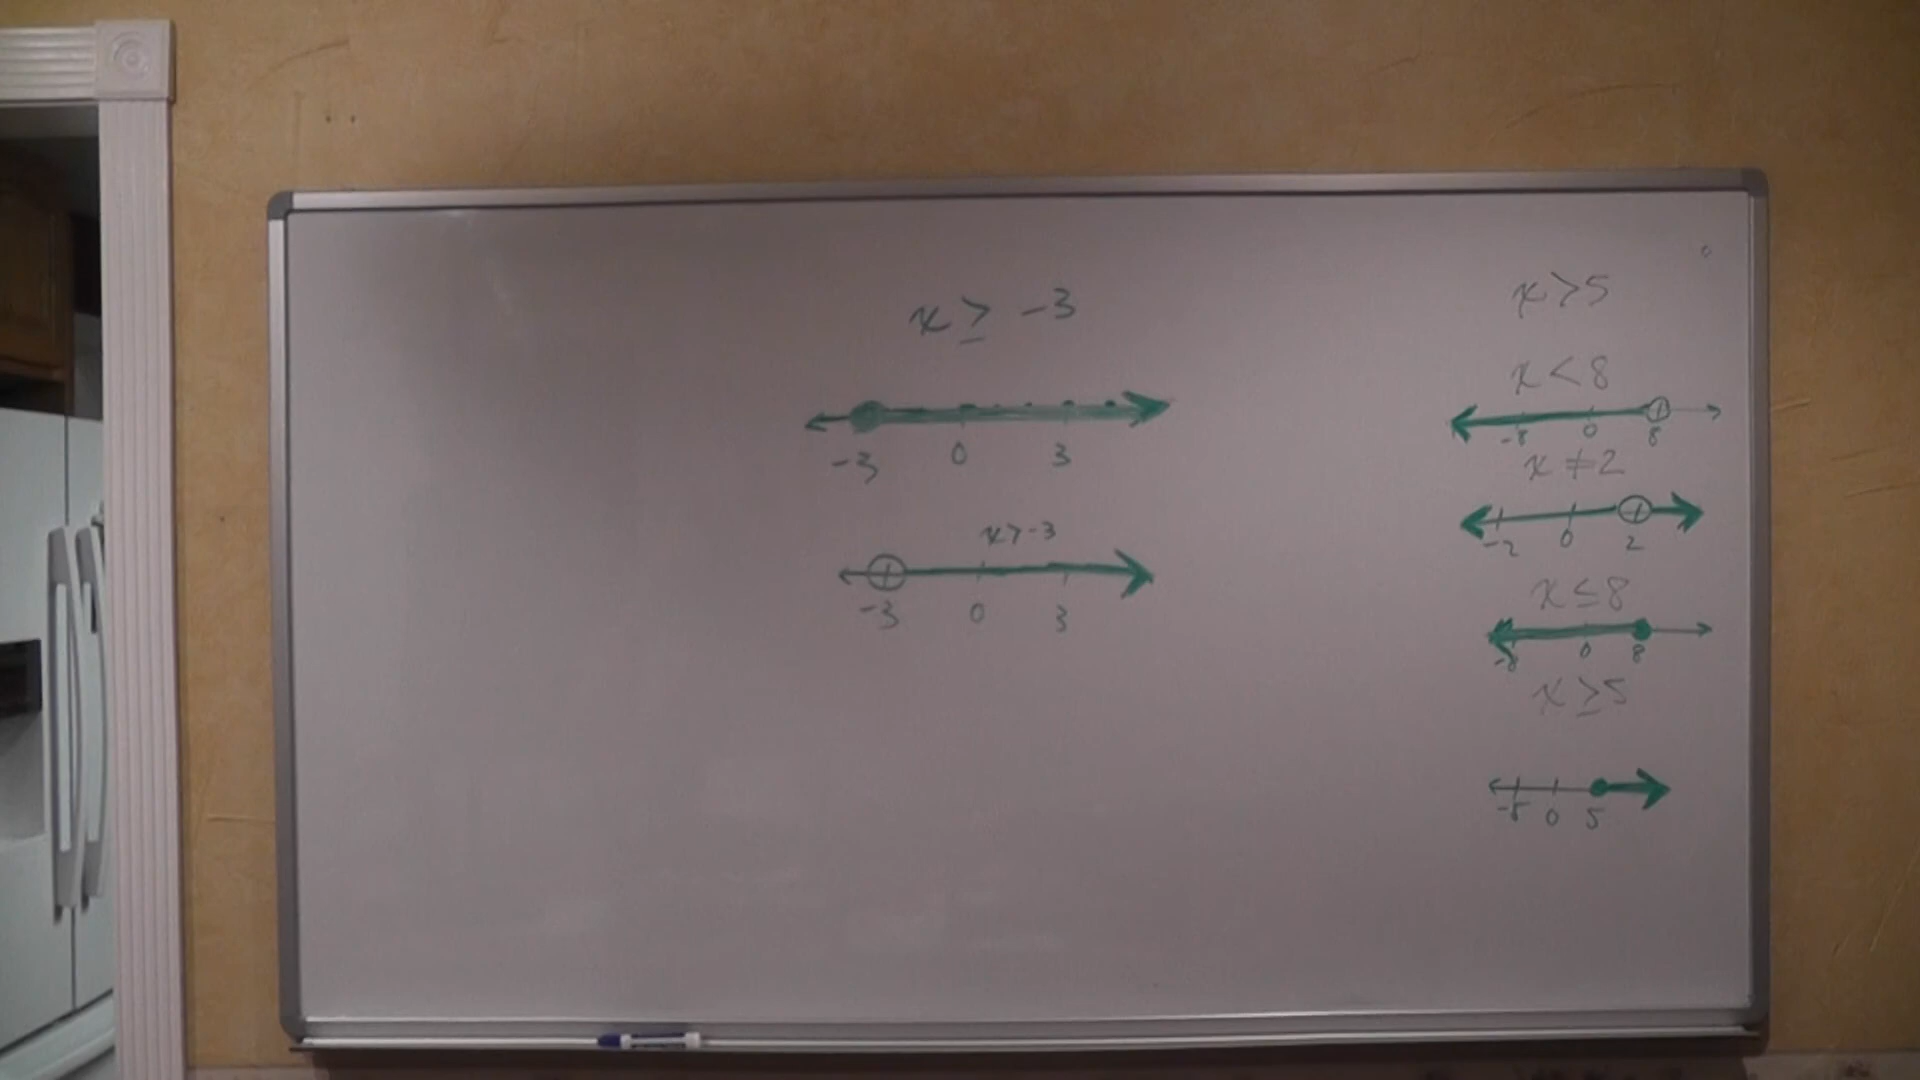 x ≥ -3
-3 0 3
x > -3
-3 0 3
x > 5
x < 8
-8 0 8
x ≠ 2
-2 0 2
x ≤ 8
-8 0 8
x ≥ 5
-5 0 5